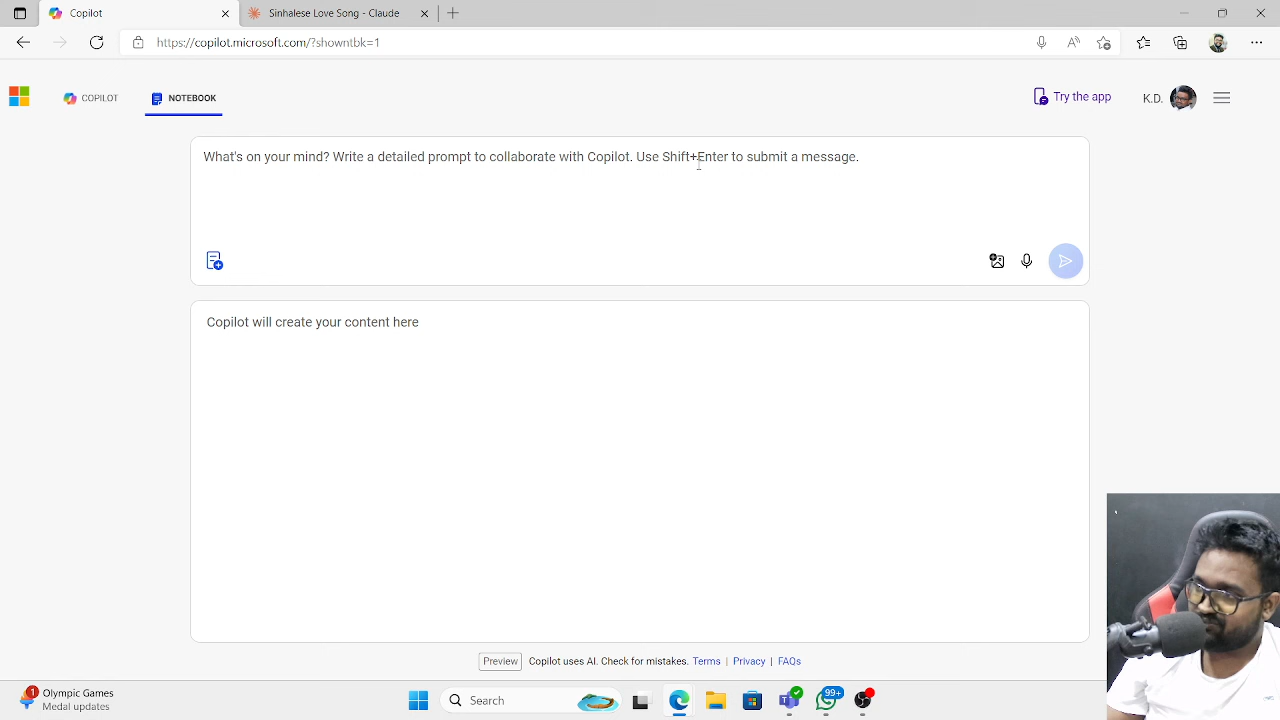 Copilot
Sinhalese Love Song - Claude
https://copilot.microsoft.com/?showntbk=1
COPILOT
NOTEBOOK
Try the app
K.D.
What's on your mind? Write a detailed prompt to collaborate with Copilot. Use Shift+Enter to submit a message.
Copilot will create your content here
Preview
Copilot uses AI. Check for mistakes. Terms | Privacy | FAQs
1
Olympic Games
Medal updates
Search
99+